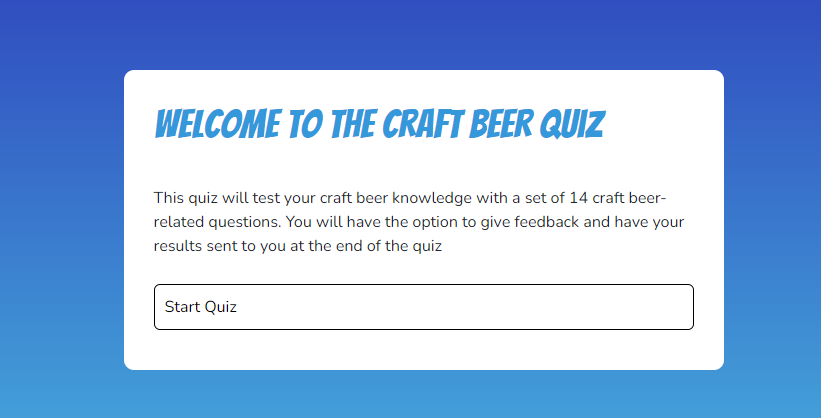 WELCOME TO THE CRAFT BEER QUIZ
This quiz will test your craft beer knowledge with a set of 14 craft beer-
related questions. You will have the option to give feedback and have your
results sent to you at the end of the quiz
Start Quiz